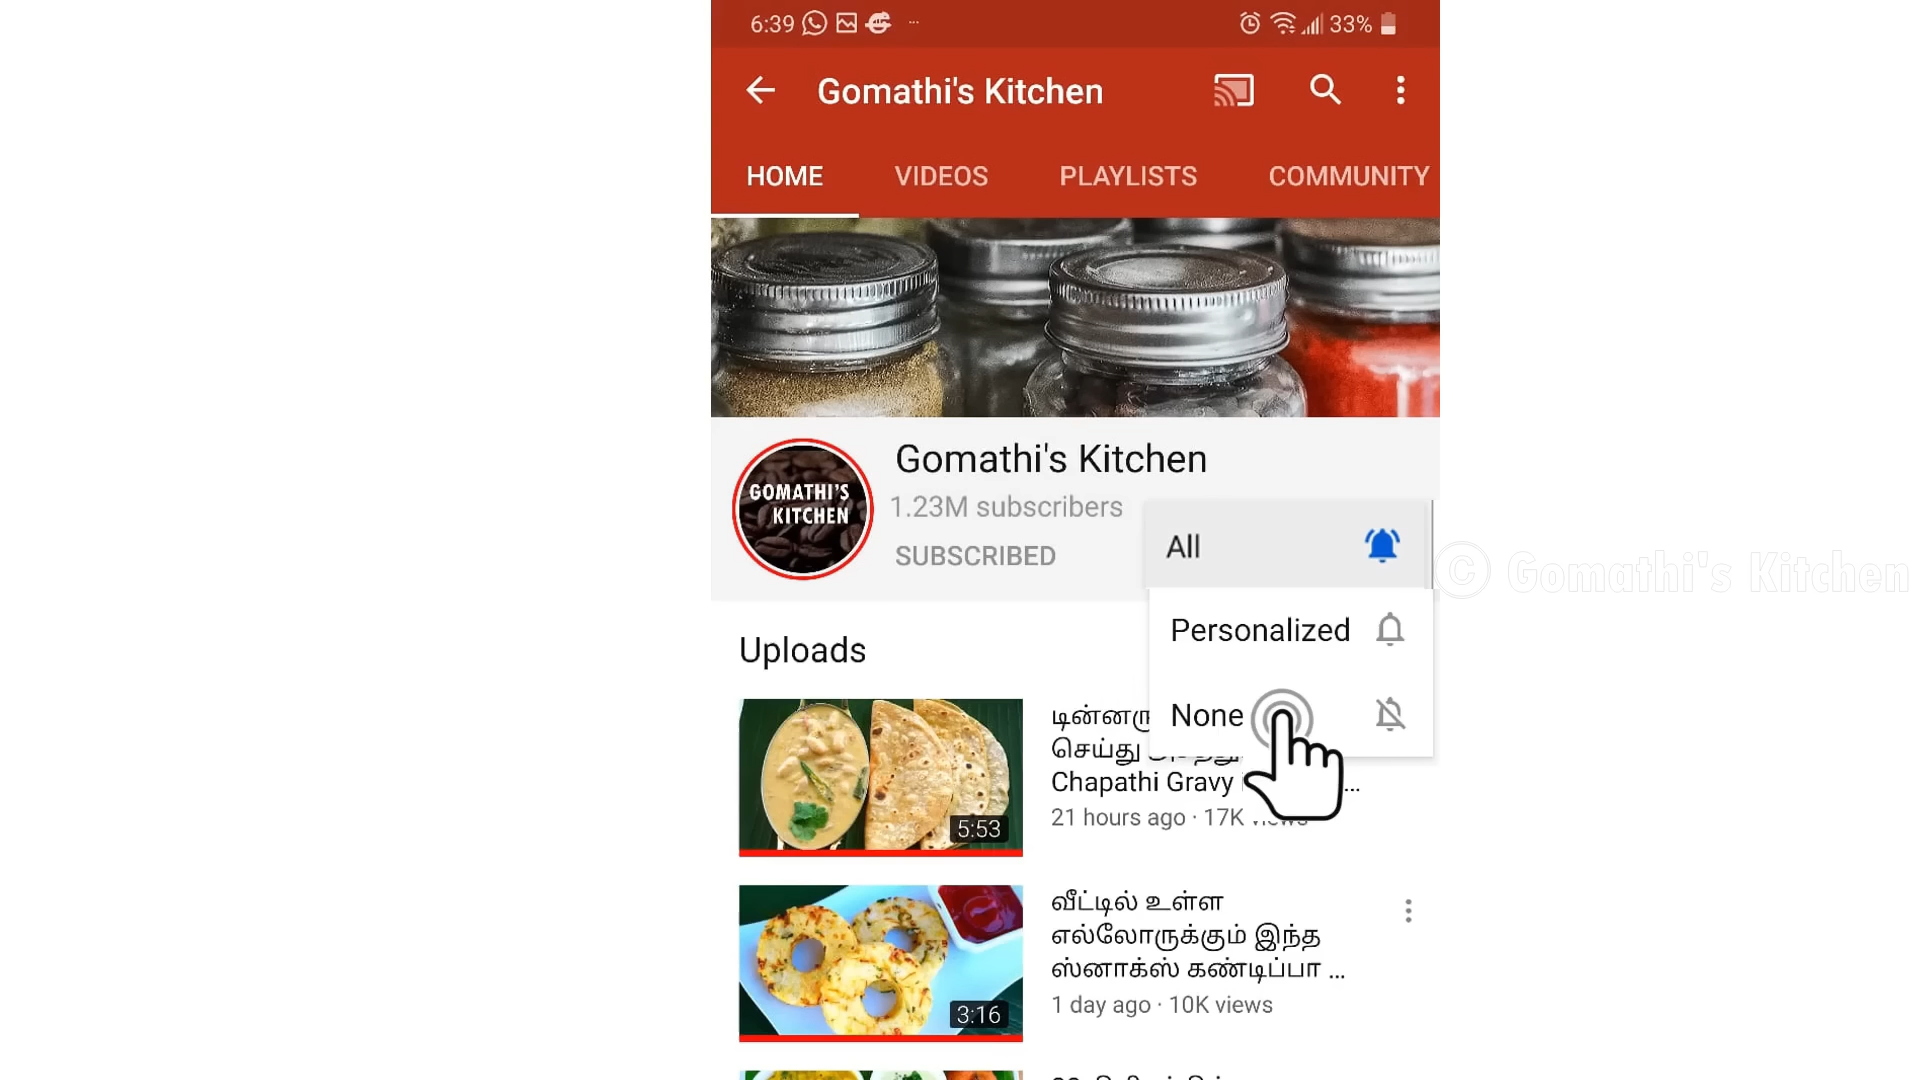 6:39
33%
Gomathi's Kitchen
HOME
VIDEOS
PLAYLISTS
COMMUNITY
GOMATHI'S
KITCHEN
Gomathi's Kitchen
1.23M subscribers
SUBSCRIBED
All
Personalized
None
© Gomathi's Kitchen
Uploads
5:53
செய்து
Chapathi Gravy ...
21 hours ago · 17K views
3:16
வீட்டில் உள்ள
எல்லோருக்கும் இந்த
ஸ்னாக்ஸ் கண்டிப்பா ...
1 day ago · 10K views